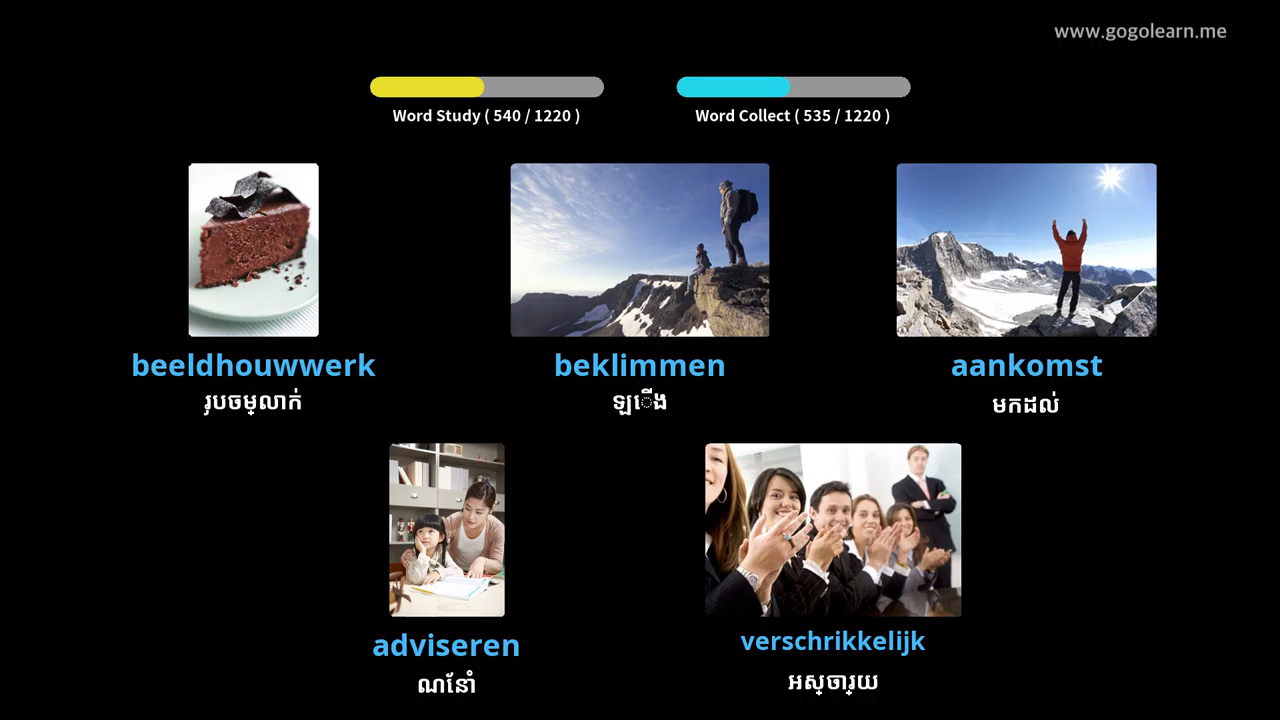 www.gogolearn.me
Word Study ( 540 / 1220 )
Word Collect ( 535 / 1220 )
beeldhouwwerk
beklimmen
aankomst
រូបចម្លាក់
ឡើង
មកដល់
adviseren
verschrikkelijk
ណែនាំ
អស្ចារ្យ